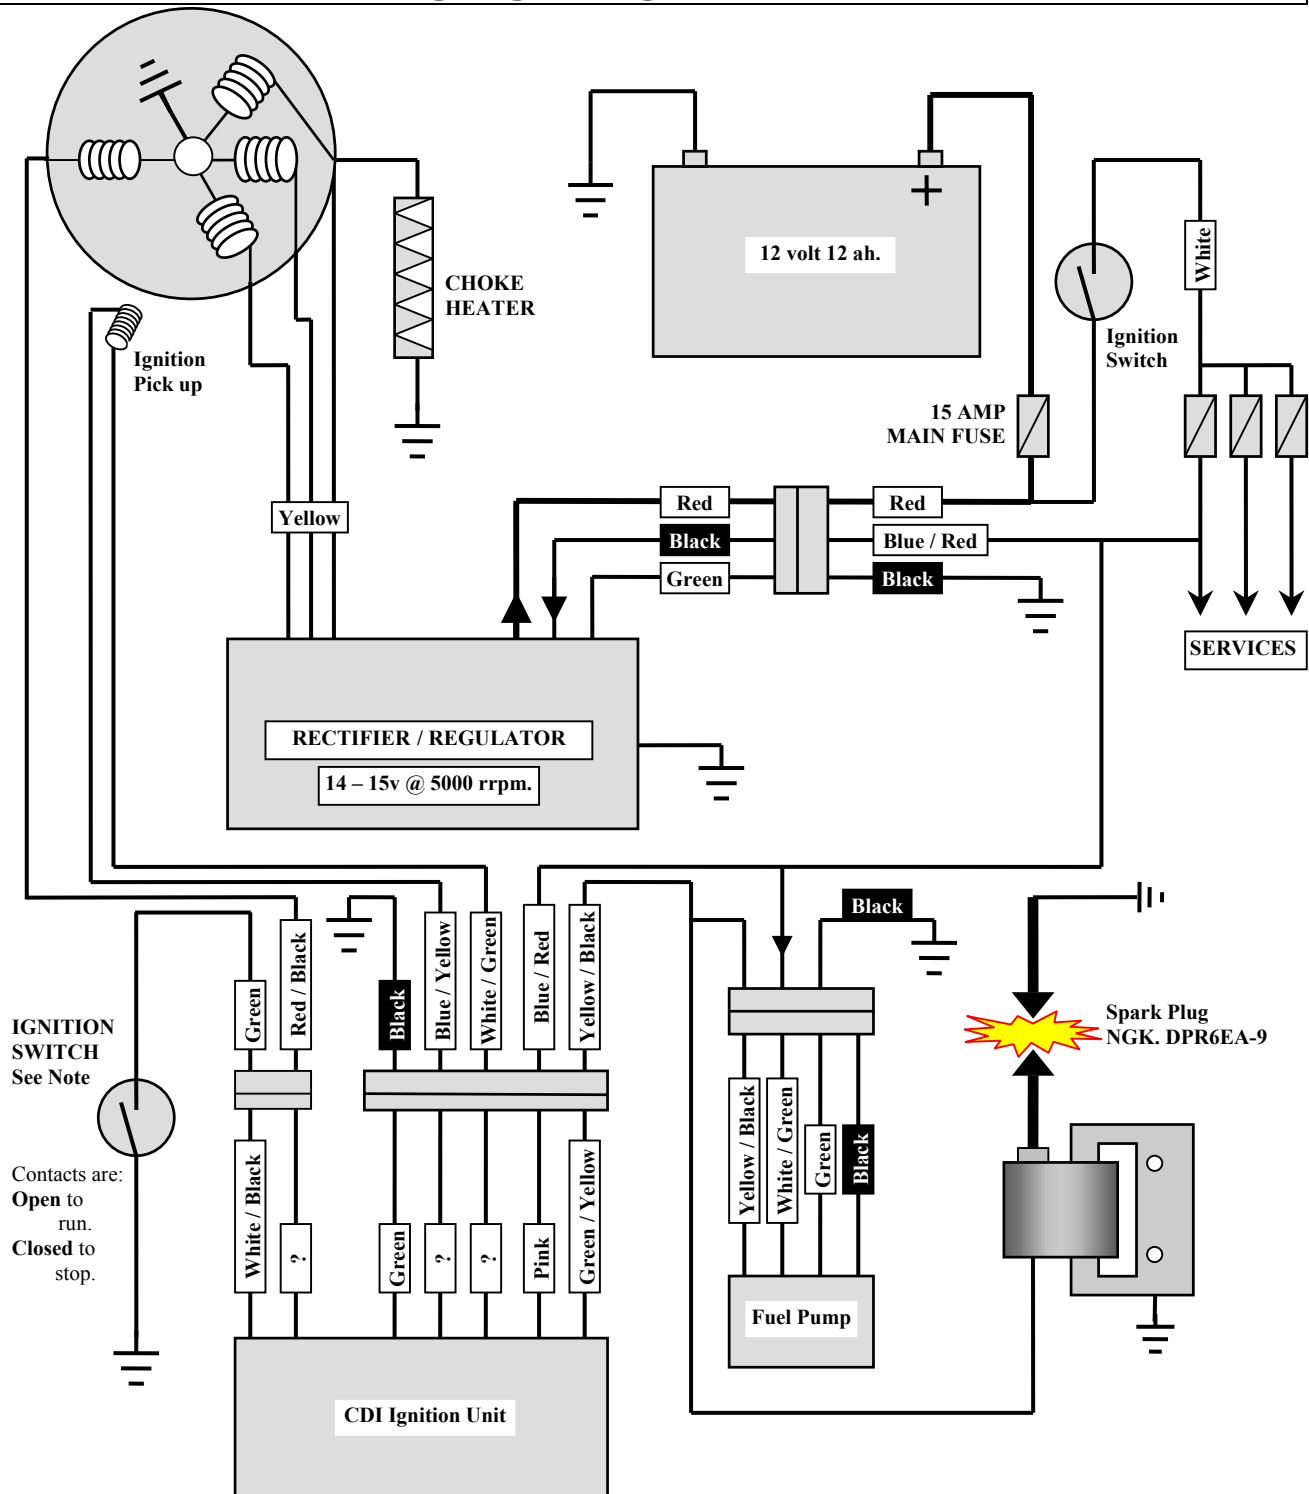 12 volt 12 ah.
White
CHOKE
HEATER
Ignition
Switch
Ignition
Pick up
15 AMP
MAIN FUSE
Yellow
Red
Red
Black
Blue / Red
Green
Black
SERVICES
RECTIFIER / REGULATOR
14 – 15v @ 5000 rrpm.
Black
Green
Red / Black
Black
Blue / Yellow
White / Green
Blue / Red
Yellow / Black
IGNITION
SWITCH
See Note
Spark Plug
NGK. DPR6EA-9
Contacts are:
Open to
run.
Closed to
stop.
White / Black
?
Green
?
?
Pink
Green / Yellow
Yellow / Black
White / Green
Green
Black
Fuel Pump
CDI Ignition Unit